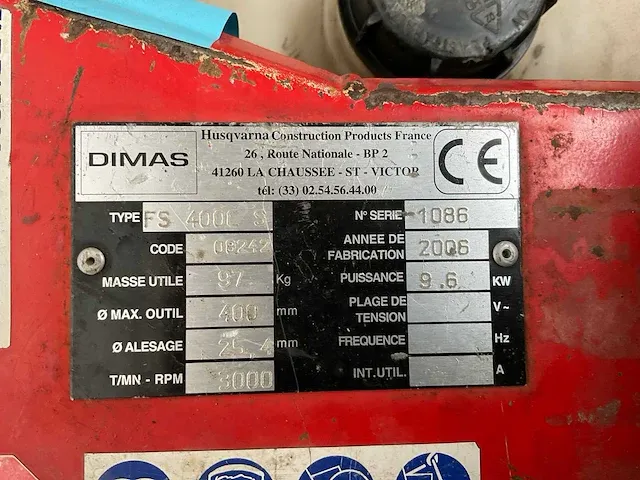 DIMAS
Husqvarna Construction Products France
26 , Route Nationale - BP 2
41260 LA CHAUSSEE - ST - VICTOR
tél: (33) 02.54.56.44.00
CE
TYPE FS 400 S
N° SERIE -1086
CODE 08242
ANNEE DE
FABRICATION 2006
MASSE UTILE 97 Kg
PUISSANCE 9.6 KW
Ø MAX. OUTIL 400 mm
PLAGE DE
TENSION V~
Ø ALESAGE 25,4 mm
FREQUENCE Hz
T/MN - RPM 3000
INT.UTIL. A